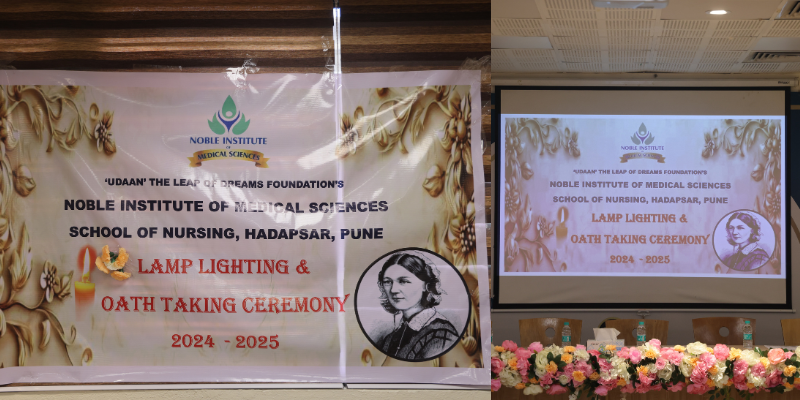 NOBLE INSTITUTE
OF
MEDICAL SCIENCES
'UDAAN' THE LEAP OF DREAMS FOUNDATION'S
NOBLE INSTITUTE OF MEDICAL SCIENCES
SCHOOL OF NURSING, HADAPSAR, PUNE
LAMP LIGHTING &
OATH TAKING CEREMONY
2024 - 2025
NOBLE INSTITUTE
'UDAAN' THE LEAP OF DREAMS FOUNDATION'S
NOBLE INSTITUTE OF MEDICAL SCIENCES
SCHOOL OF NURSING, HADAPSAR, PUNE
LAMP LIGHTING &
OATH TAKING CEREMONY
2024 - 2025